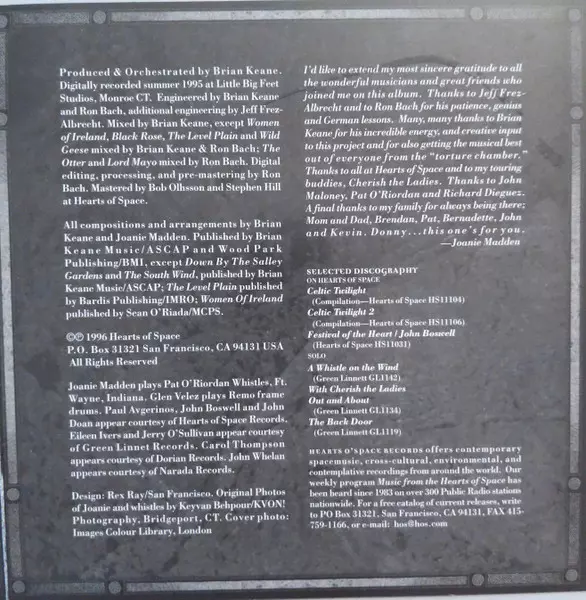 Produced & Orchestrated by Brian Keane.
Digitally recorded summer 1995 at Little Big Feet
Studios, Monroe CT. Engineered by Brian Keane
and Ron Bach, additional engineering by Jeff Frez-
Albrecht. Mixed by Brian Keane, except Women
of Ireland, Black Rose, The Level Plain and Wild
Geese mixed by Brian Keane & Ron Bach; The
Otter and Lord Mayo mixed by Ron Bach. Digital
editing, processing, and pre-mastering by Ron
Bach. Mastered by Bob Olhsson and Stephen Hill
at Hearts of Space.
All compositions and arrangements by Brian
Keane and Joanie Madden. Published by Brian
Keane Music/ASCAP and Wood Park
Publishing/BMI, except Down By The Salley
Gardens and The South Wind, published by Brian
Keane Music/ASCAP; The Level Plain published
by Bardis Publishing/IMRO; Women Of Ireland
published by Sean O'Riada/MCPS.
©℗ 1996 Hearts of Space
P.O. Box 31321 San Francisco, CA 94131 USA
All Rights Reserved
Joanie Madden plays Pat O'Riordan Whistles, Ft.
Wayne, Indiana. Glen Velez plays Remo frame
drums. Paul Avgerinos, John Boswell and John
Doan appear courtesy of Hearts of Space Records.
Eileen Ivers and Jerry O'Sullivan appear courtesy
of Green Linnet Records. Carol Thompson
appears courtesy of Dorian Records. John Whelan
appears courtesy of Narada Records.
Design: Rex Ray/San Francisco. Original Photos
of Joanie and whistles by Keyvan Behpour/KVON!
Photography, Bridgeport, CT. Cover photo:
Images Colour Library, London
I'd like to extend my most sincere gratitude to all
the wonderful musicians and great friends who
joined me on this album. Thanks to Jeff Frez-
Albrecht and to Ron Bach for his patience, genius
and German lessons. Many, many thanks to Brian
Keane for his incredible energy, and creative input
to this project and for also getting the musical best
out of everyone from the "torture chamber."
Thanks to all at Hearts of Space and to my touring
buddies, Cherish the Ladies. Thanks to John
Maloney, Pat O'Riordan and Richard Dieguez.
A final thanks to my family for always being there;
Mom and Dad, Brendan, Pat, Bernadette, John
and Kevin. Donny...this one's for you.
—Joanie Madden
SELECTED DISCOGRAPHY
ON HEARTS OF SPACE
Celtic Twilight
(Compilation—Hearts of Space HS11104)
Celtic Twilight 2
(Compilation—Hearts of Space HS11106)
Festival of the Heart / John Boswell
(Hearts of Space HS11031)
SOLO
A Whistle on the Wind
(Green Linnett GL1142)
With Cherish the Ladies
Out and About
(Green Linnett GL1134)
The Back Door
(Green Linnett GL1119)
HEARTS O'SPACE RECORDS offers contemporary
spacemusic, cross-cultural, environmental, and
contemplative recordings from around the world. Our
weekly program Music from the Hearts of Space has
been heard since 1983 on over 300 Public Radio stations
nationwide. For a free catalog of current releases, write
to PO Box 31321, San Francisco, CA 94131, FAX 415-
759-1166, or e-mail: hos@hos.com